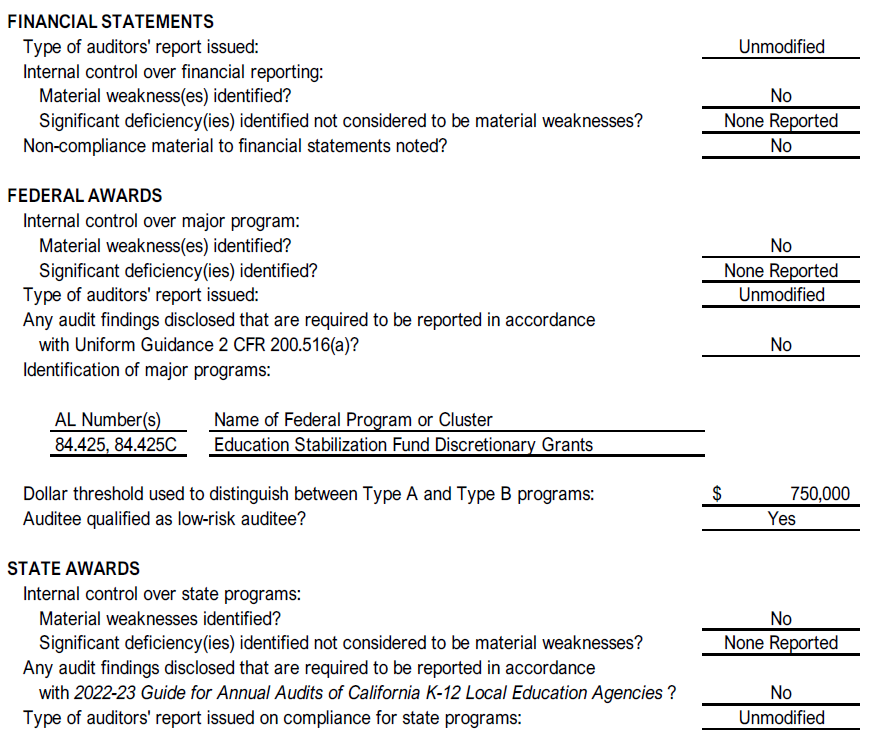 FINANCIAL STATEMENTS
Type of auditors' report issued: Unmodified
Internal control over financial reporting:
Material weakness(es) identified? No
Significant deficiency(ies) identified not considered to be material weaknesses? None Reported
Non-compliance material to financial statements noted? No
FEDERAL AWARDS
Internal control over major program:
Material weakness(es) identified? No
Significant deficiency(ies) identified? None Reported
Type of auditors' report issued: Unmodified
Any audit findings disclosed that are required to be reported in accordance
with Uniform Guidance 2 CFR 200.516(a)? No
Identification of major programs:
AL Number(s) Name of Federal Program or Cluster
84.425, 84.425C Education Stabilization Fund Discretionary Grants
Dollar threshold used to distinguish between Type A and Type B programs: $ 750,000
Auditee qualified as low-risk auditee? Yes
STATE AWARDS
Internal control over state programs:
Material weaknesses identified? No
Significant deficiency(ies) identified not considered to be material weaknesses? None Reported
Any audit findings disclosed that are required to be reported in accordance
with 2022-23 Guide for Annual Audits of California K-12 Local Education Agencies ? No
Type of auditors' report issued on compliance for state programs: Unmodified